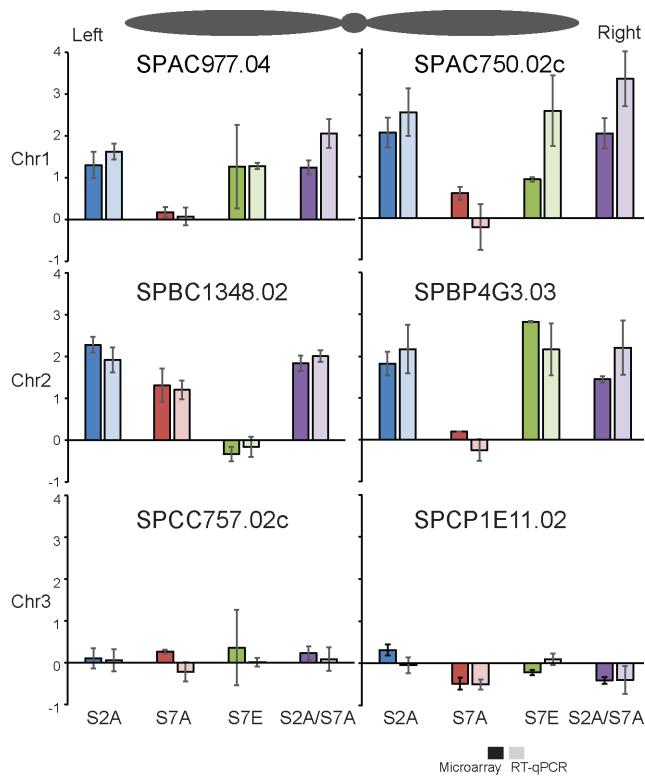 Left
Right
SPAC977.04
SPAC750.02c
4
3
2
1
0
-1
Chr1
SPBC1348.02
SPBP4G3.03
4
3
2
1
0
-1
Chr2
SPCC757.02c
SPCP1E11.02
4
3
2
1
0
-1
Chr3
S2A S7A S7E S2A/S7A
S2A S7A S7E S2A/S7A
Microarray RT-qPCR